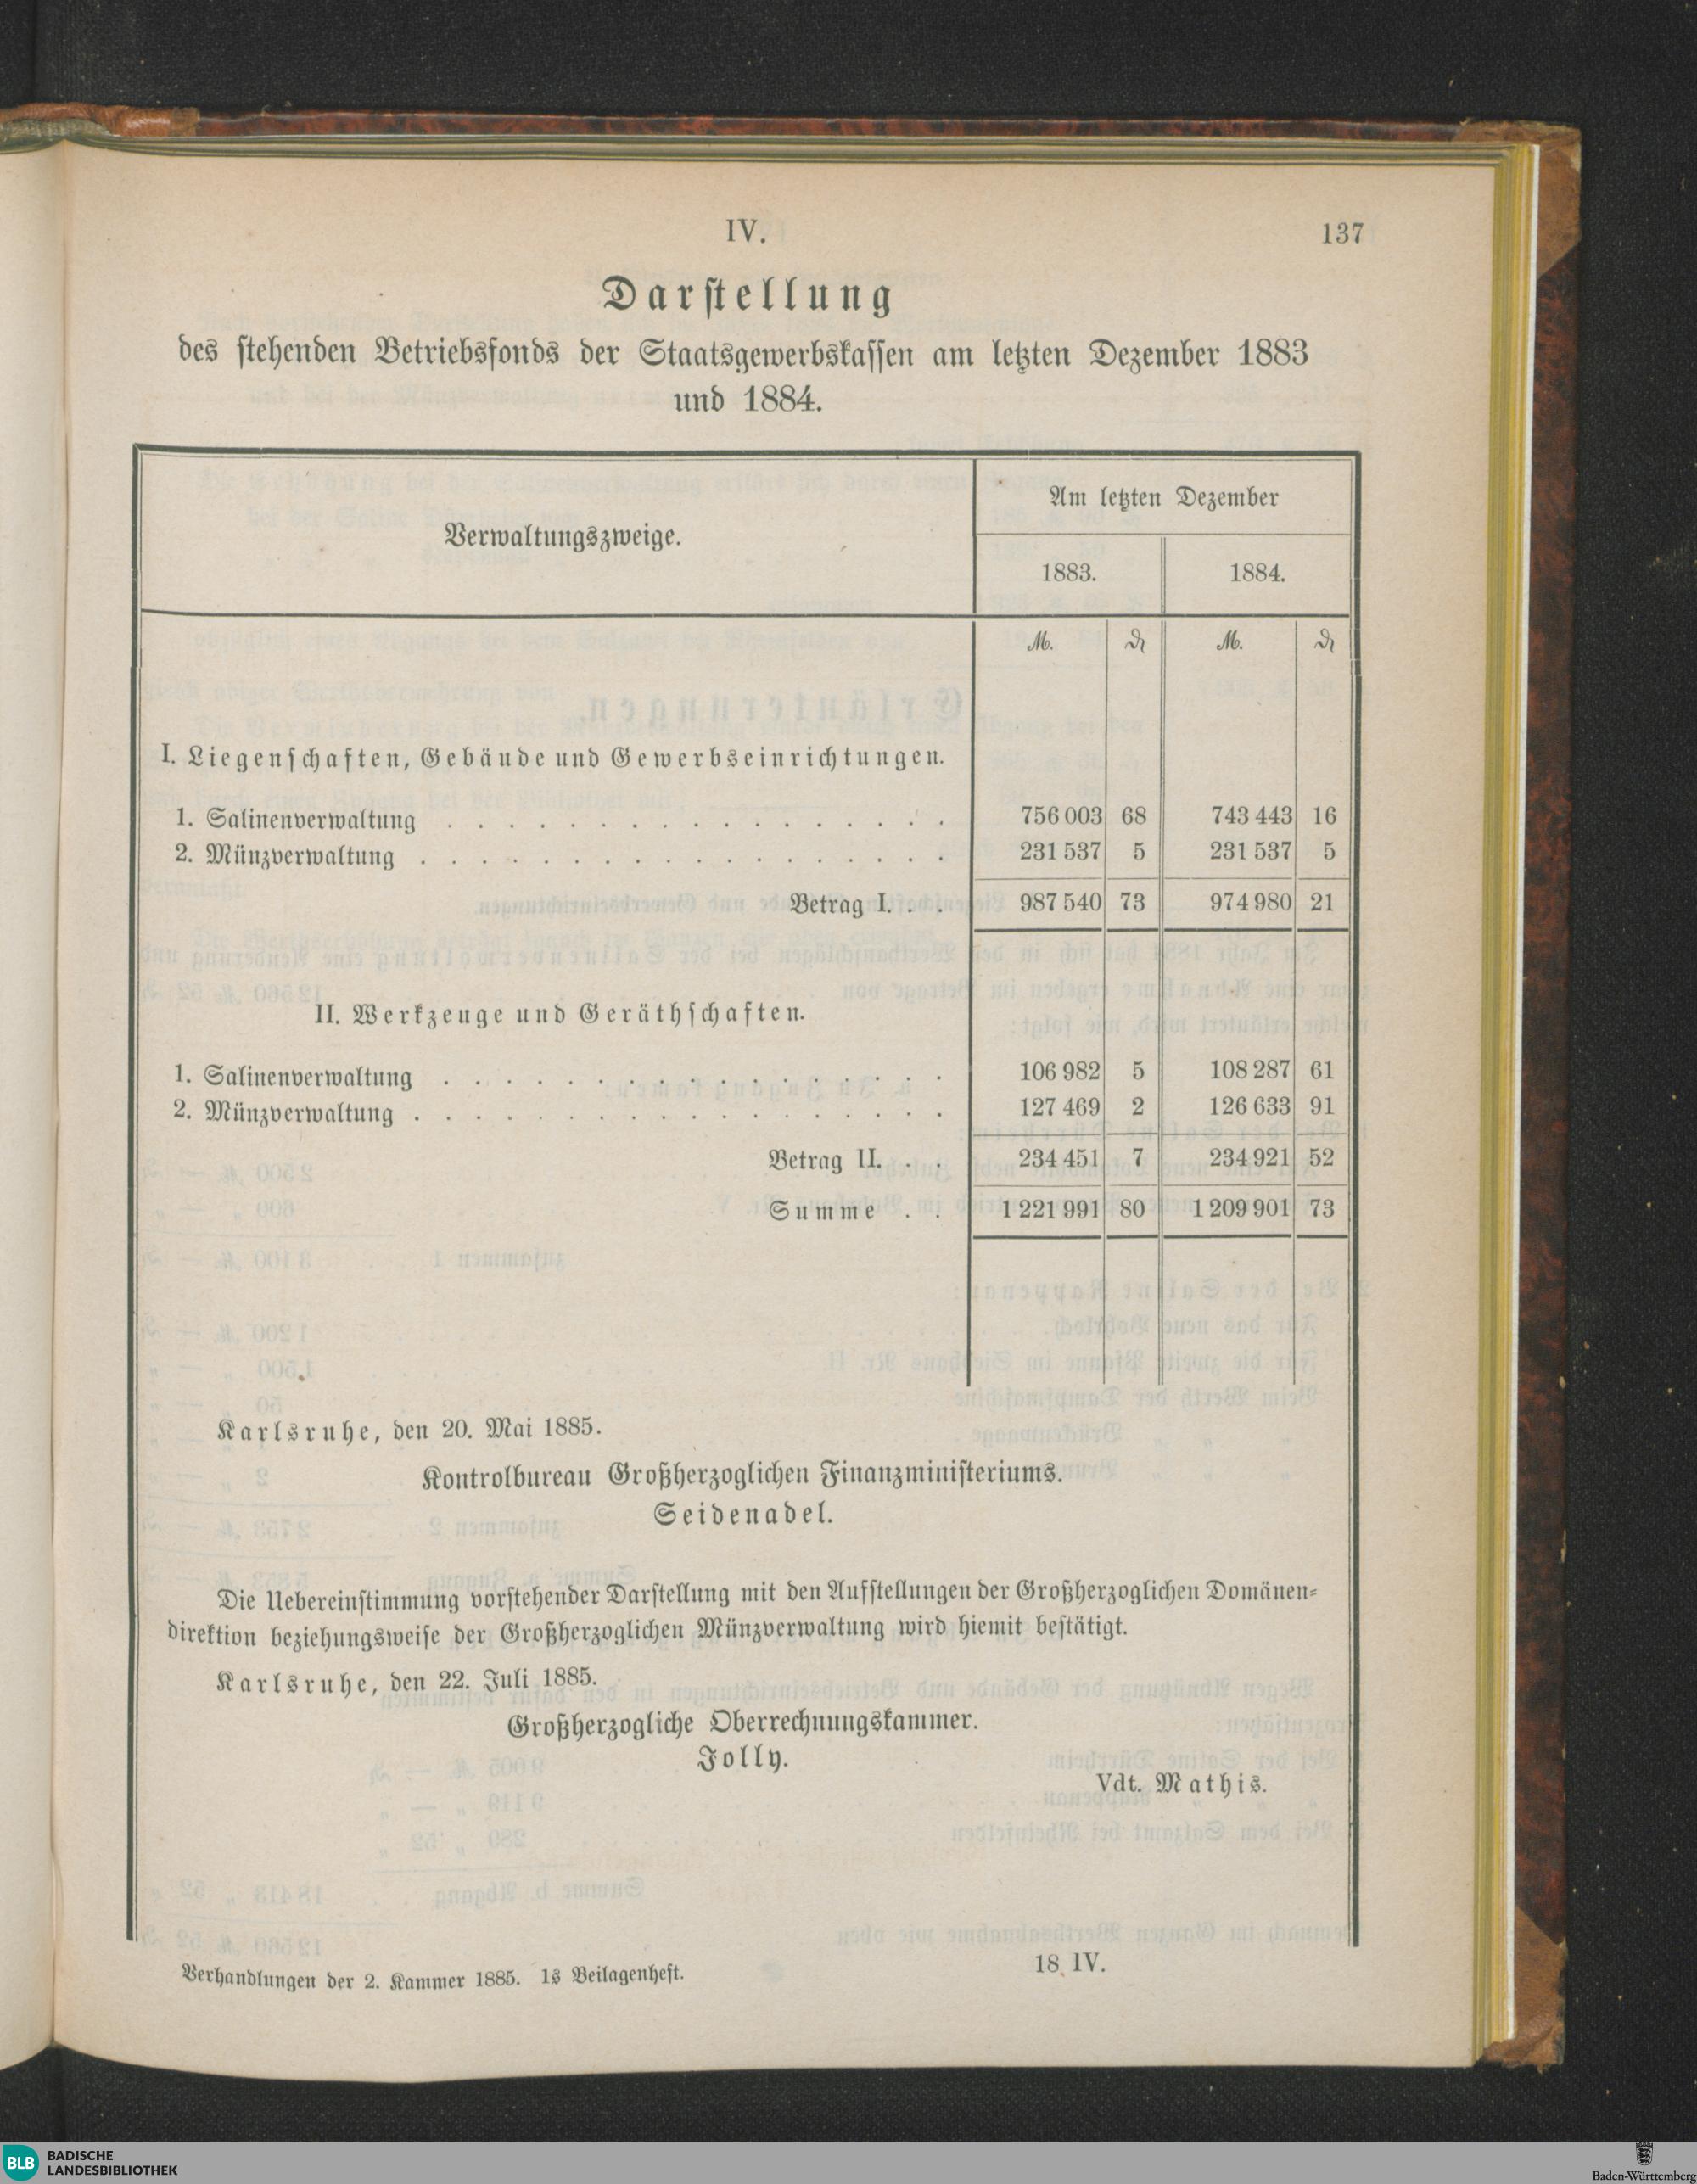 IV.
137
Darstellung
des stehenden Betriebsfonds der Staatsgewerbskassen am letzten Dezember 1883
und 1884.
Verwaltungszweige.
Am letzten Dezember
1883. 1884.
M. ₰ M. ₰
I. Liegenschaften, Gebäude und Gewerbseinrichtungen.
1. Salinenverwaltung . . . . . . . . . . . . . . . . . 756 003 68 743 443 16
2. Münzverwaltung . . . . . . . . . . . . . . . . . . 231 537 5 231 537 5
Betrag I. . . 987 540 73 974 980 21
II. Werkzeuge und Geräthschaften.
1. Salinenverwaltung . . . . . . . . . . . . . . . . . 106 982 5 108 287 61
2. Münzverwaltung . . . . . . . . . . . . . . . . . . 127 469 2 126 633 91
Betrag II. . . 234 451 7 234 921 52
Summe . . 1 221 991 80 1 209 901 73
Karlsruhe, den 20. Mai 1885.
Kontrolbureau Großherzoglichen Finanzministeriums.
Seidenadel.
Die Uebereinstimmung vorstehender Darstellung mit den Aufstellungen der Großherzoglichen Domänen-
direktion beziehungsweise der Großherzoglichen Münzverwaltung wird hiemit bestätigt.
Karlsruhe, den 22. Juli 1885.
Großherzogliche Oberrechnungskammer.
Jolly.
Vdt. Mathis.
Verhandlungen der 2. Kammer 1885. 1s Beilagenheft.
18 IV.
BLB BADISCHE
LANDESBIBLIOTHEK
Baden-Württemberg